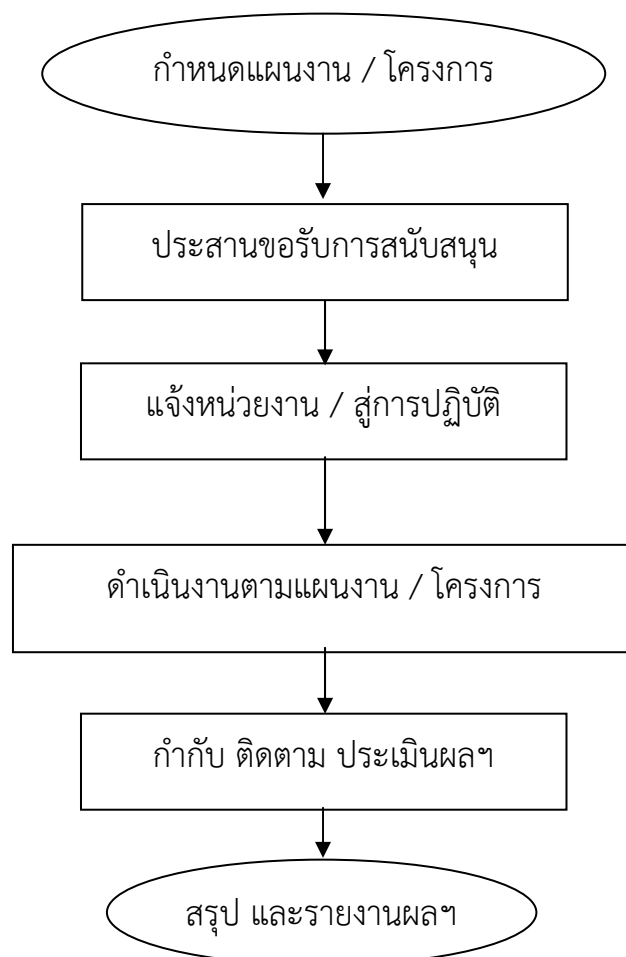 กำหนดแผนงาน / โครงการ
ประสานขอรับการสนับสนุน
แจ้งหน่วยงาน / สู่การปฏิบัติ
ดำเนินงานตามแผนงาน / โครงการ
กำกับ ติดตาม ประเมินผลฯ
สรุป และรายงานผลฯ